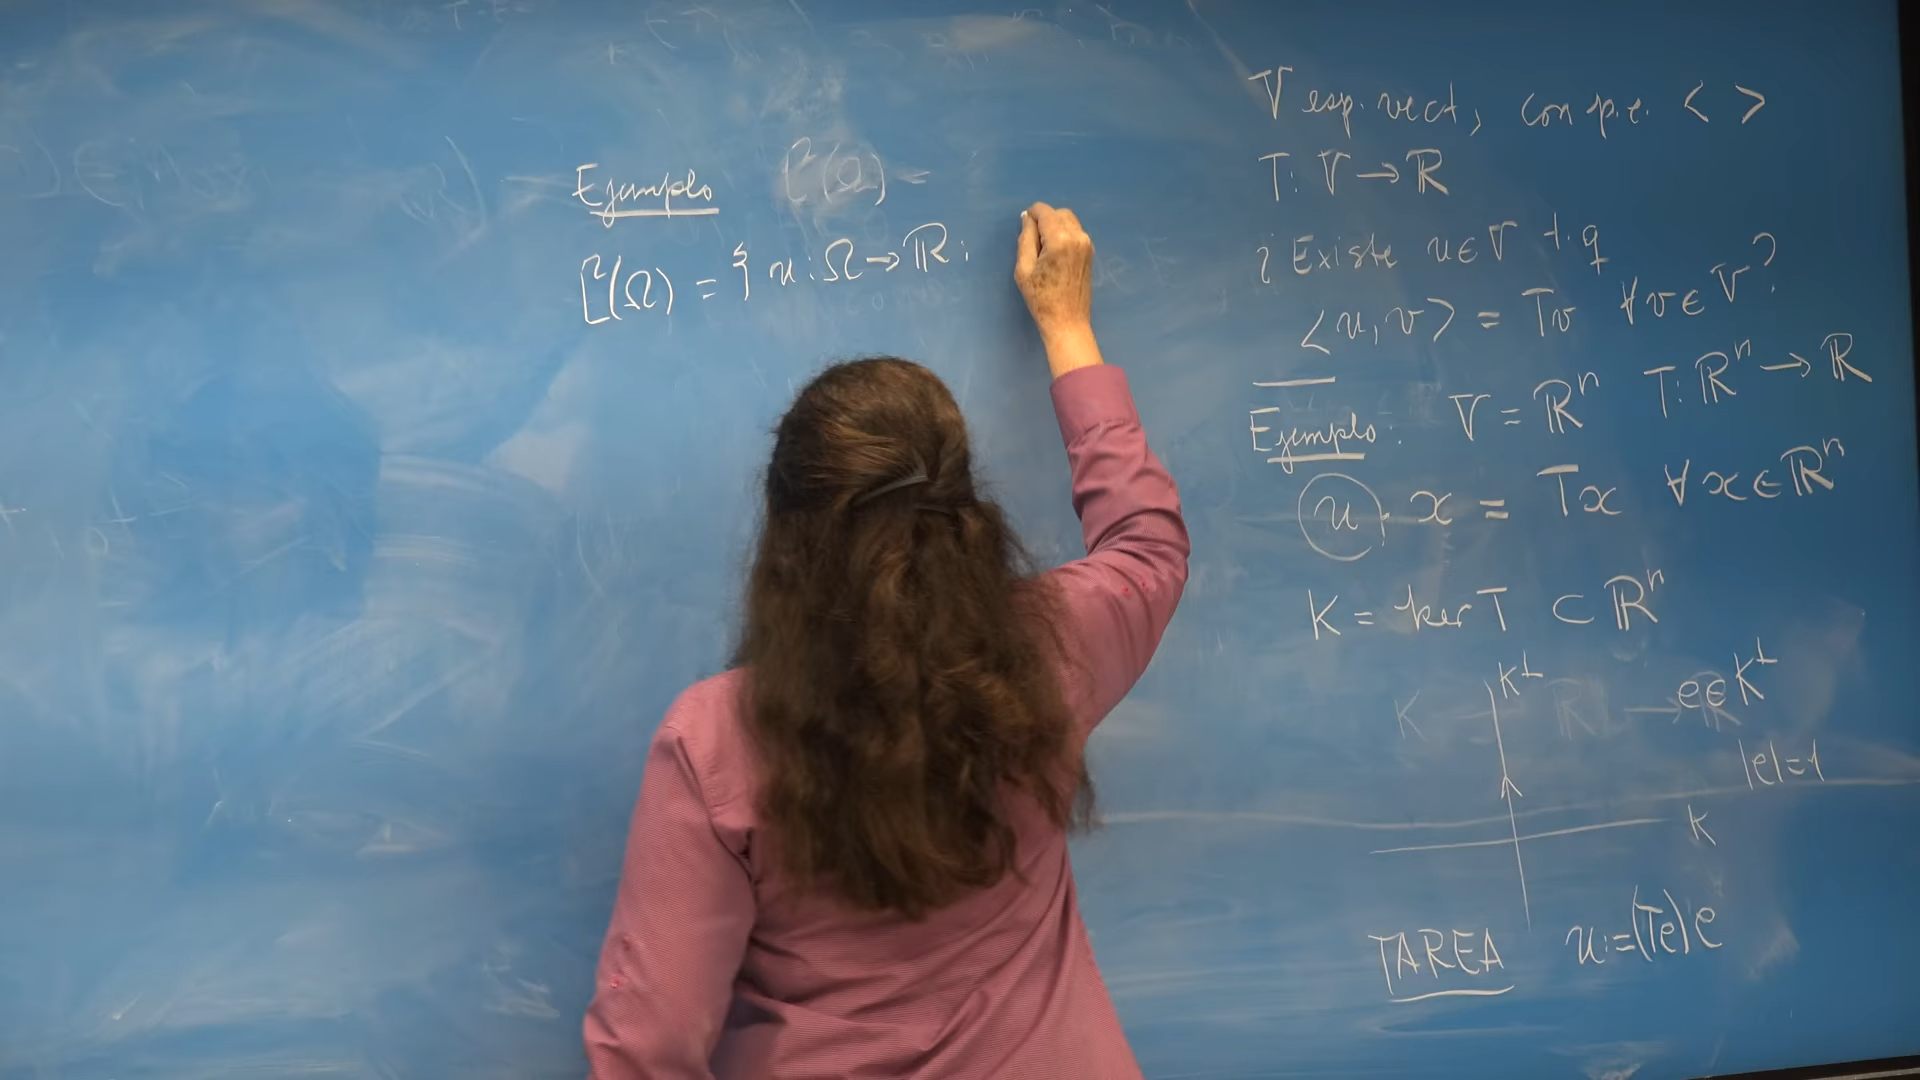 Ejemplo L²(Ω) =
L²(Ω) = { u : Ω → ℝ :
V esp. vect, con p.e. < >
T: V → ℝ
¿Existe u ∈ V t.q
<u, v> = Tv ∀v ∈ V?
Ejemplo: V = ℝⁿ T: ℝⁿ → ℝ
u · x = Tx ∀ x ∈ ℝⁿ
K = ker T ⊂ ℝⁿ
K⊥ e ∈ K⊥
|e|=1
K
TAREA u:=(Te)e